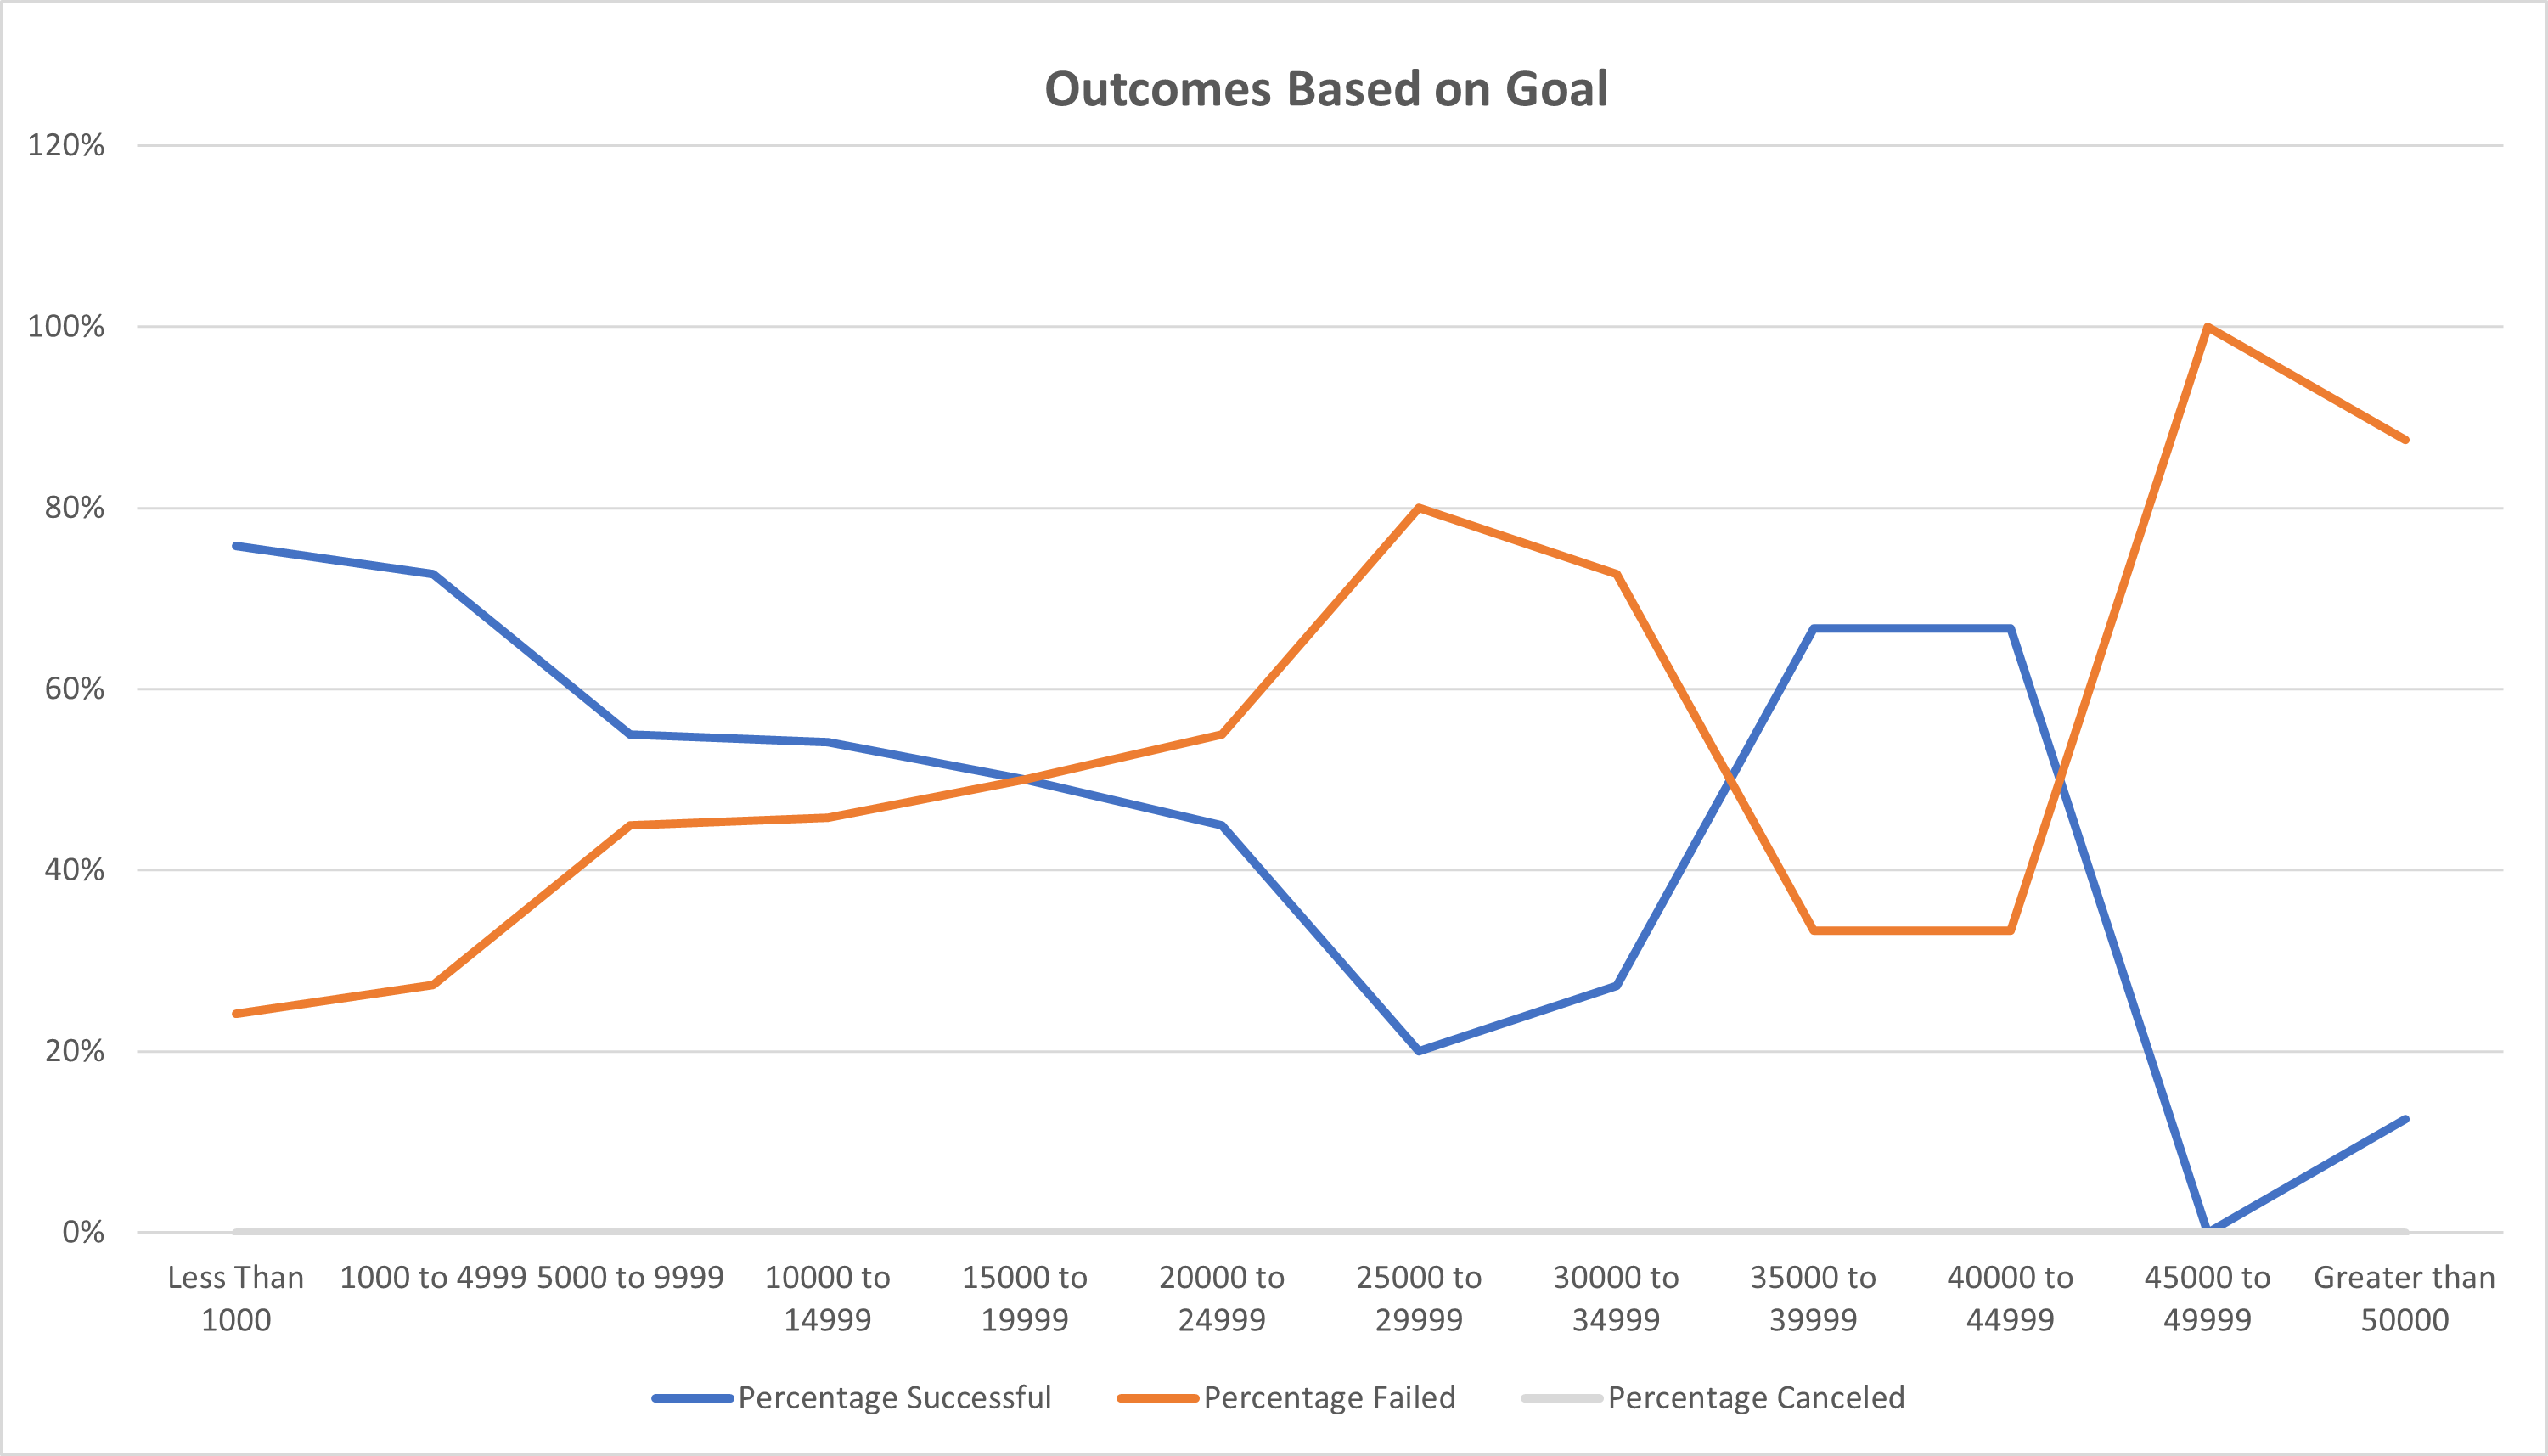 Outcomes Based on Goal
120%
100%
80%
60%
40%
20%
0%
Less Than
1000
1000 to 4999
5000 to 9999
10000 to
14999
15000 to
19999
20000 to
24999
25000 to
29999
30000 to
34999
35000 to
39999
40000 to
44999
45000 to
49999
Greater than
50000
Percentage Successful
Percentage Failed
Percentage Canceled